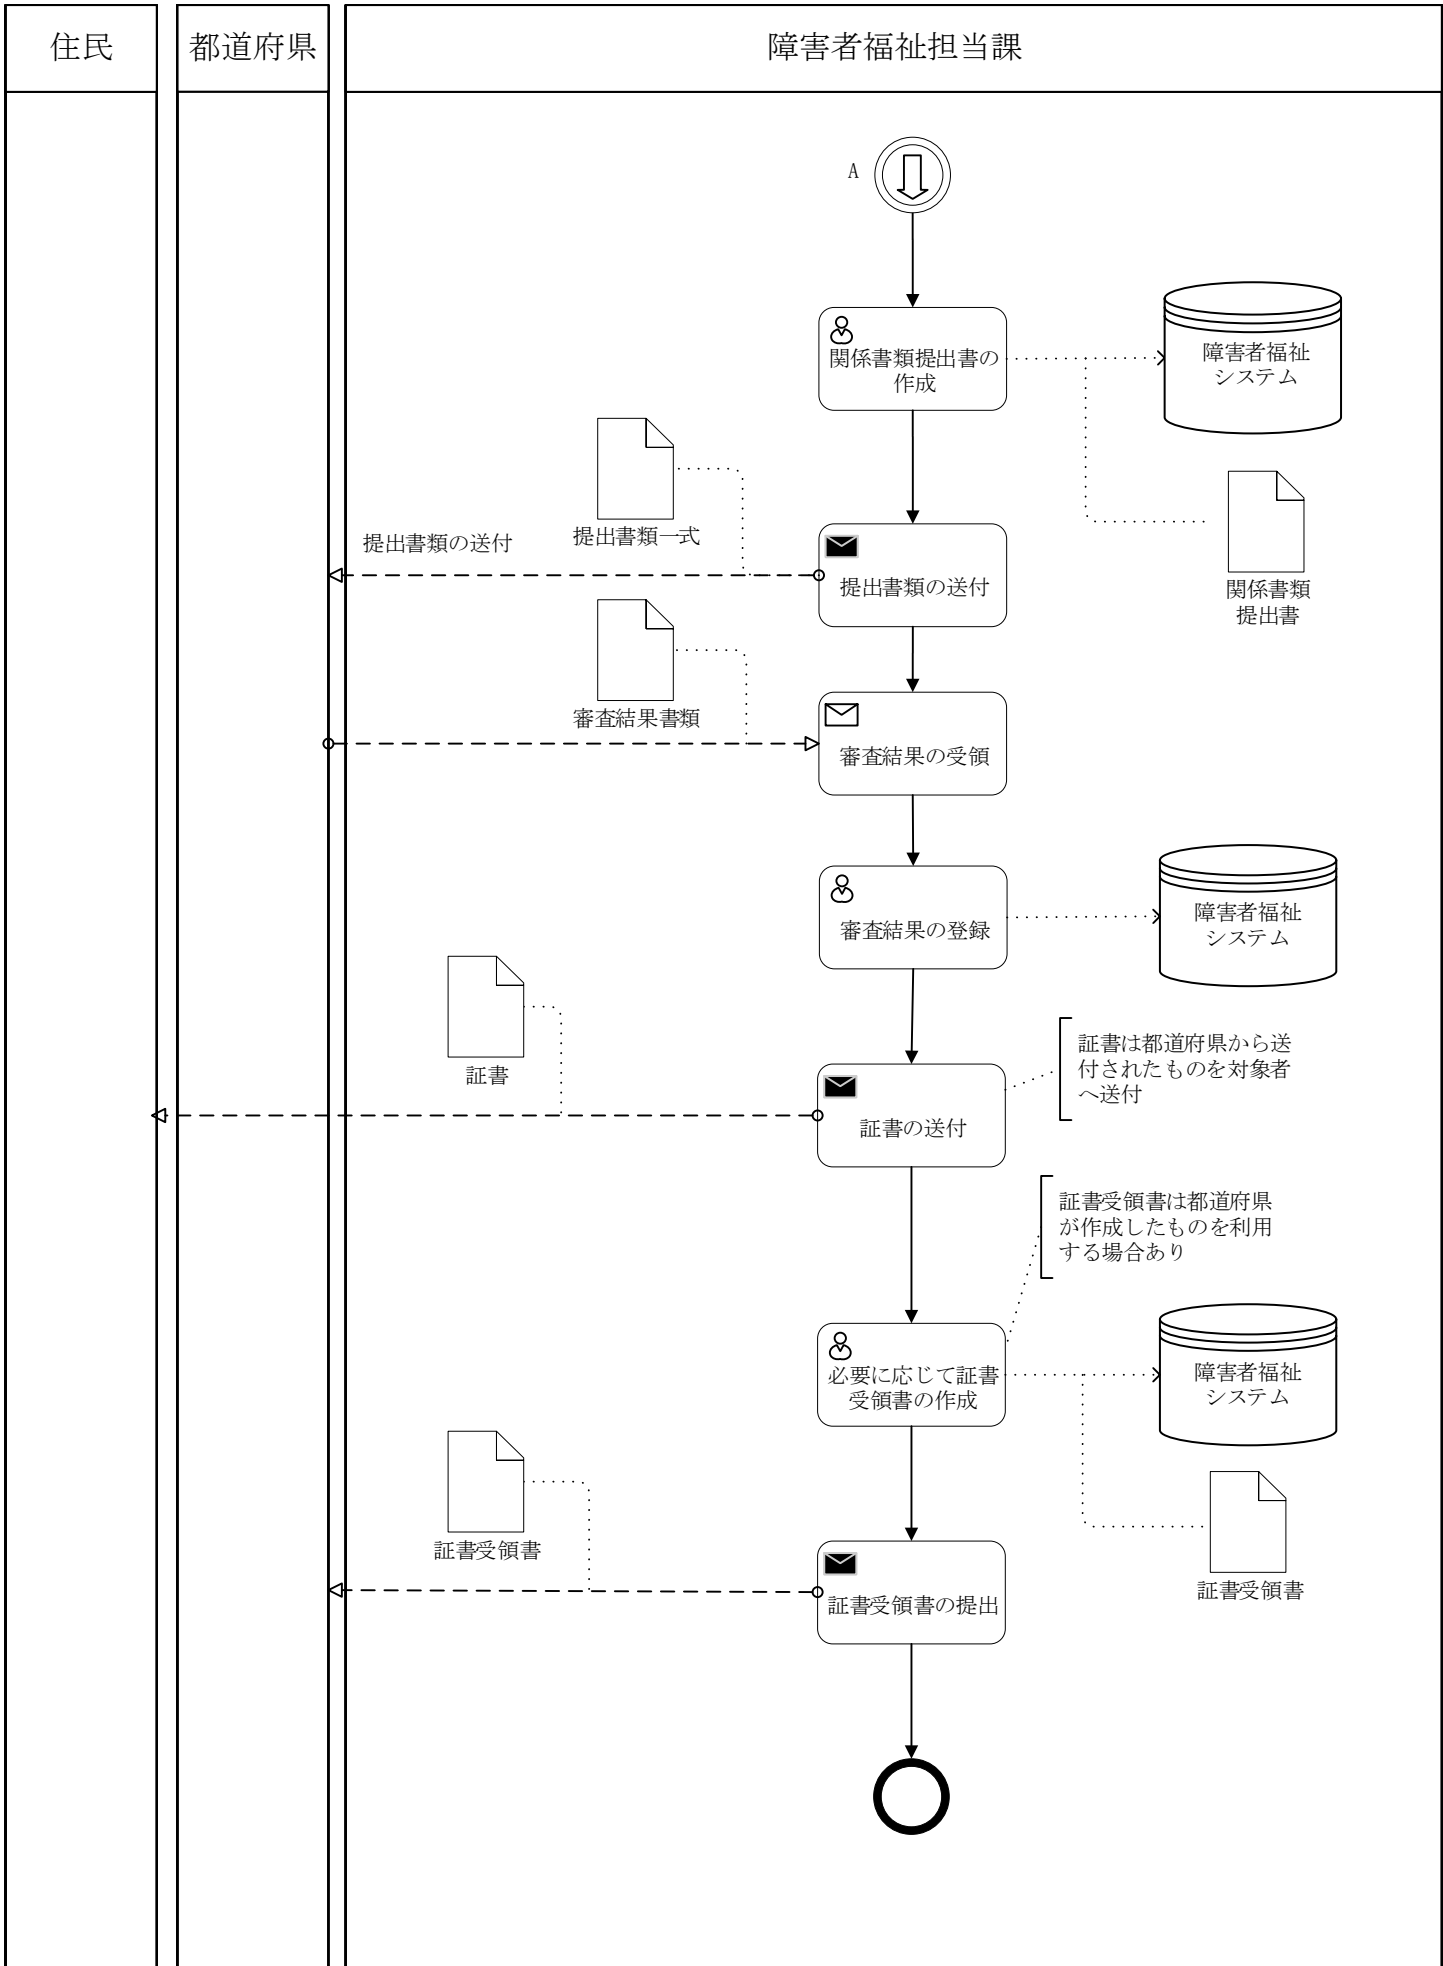 住民
都道府県
障害者福祉担当課
A
関係書類提出書の
作成
障害者福祉
システム
提出書類一式
提出書類の送付
提出書類の送付
関係書類
提出書
審査結果書類
審査結果の受領
審査結果の登録
障害者福祉
システム
証書
証書の送付
証書は都道府県から送
付されたものを対象者
へ送付
証書受領書は都道府県
が作成したものを利用
する場合あり
必要に応じて証書
受領書の作成
障害者福祉
システム
証書受領書
証書受領書の提出
証書受領書